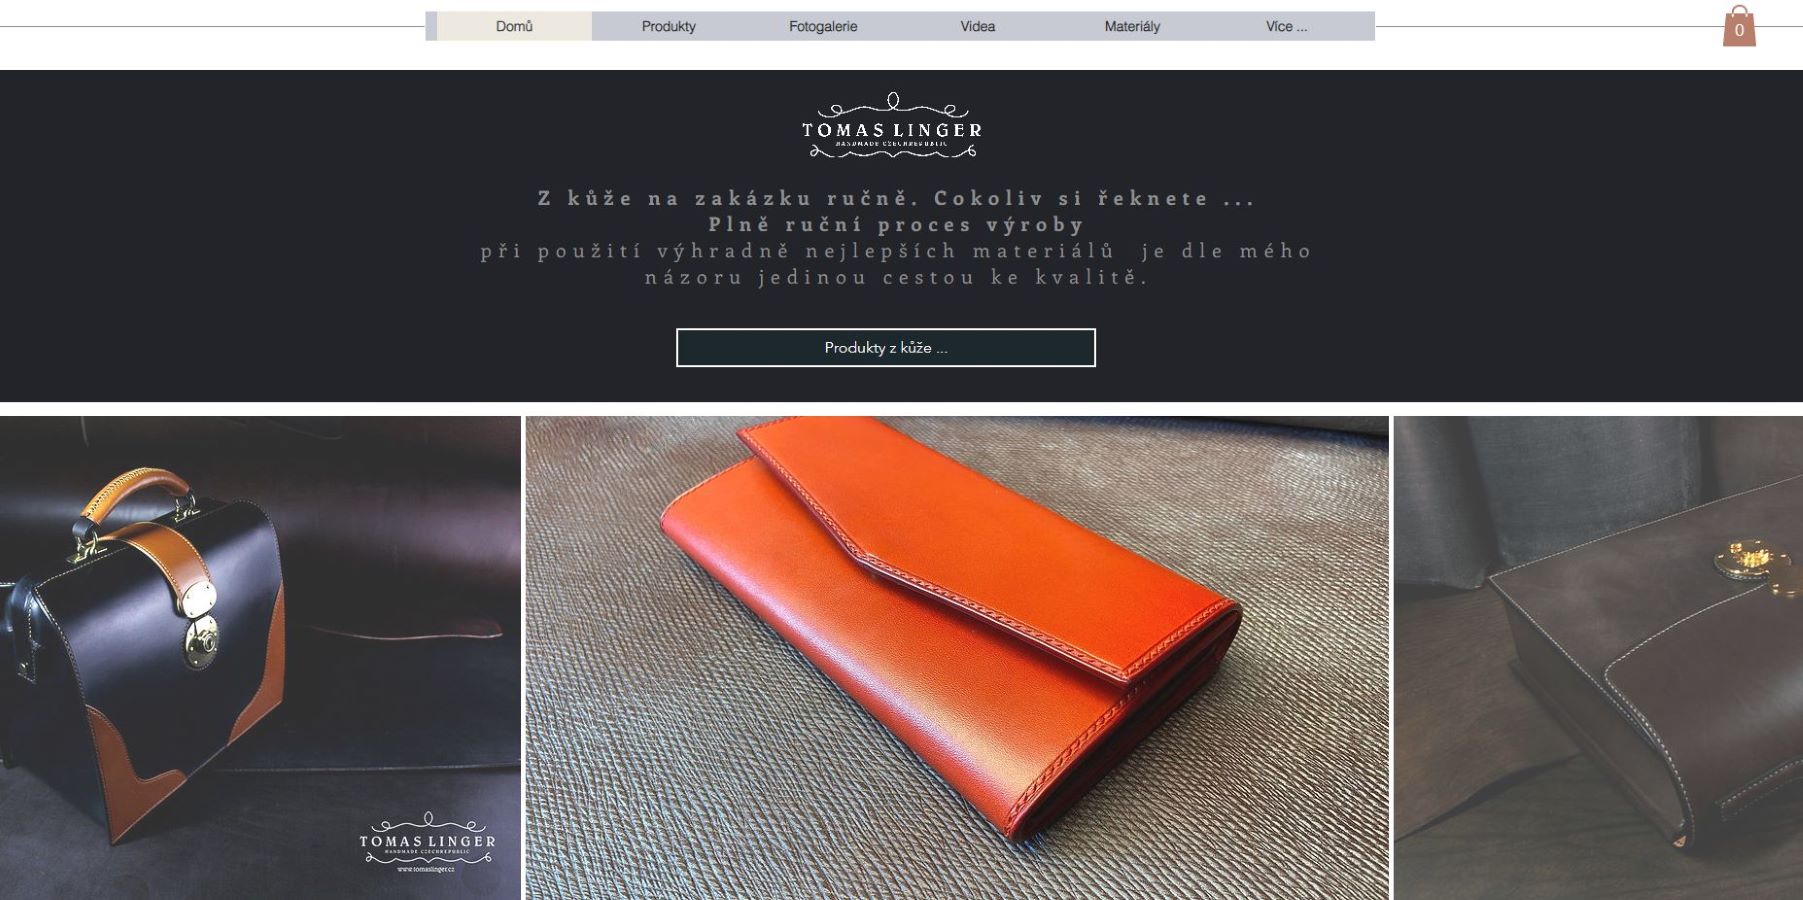 Domů
Produkty
Fotogalerie
Videa
Materiály
Více ...
0
TOMAS LINGER
HANDMADE CZECHREPUBLIC
Z kůže na zakázku ručně. Cokoliv si řeknete ...
Plně ruční proces výroby
při použití výhradně nejlepších materiálů je dle mého
názoru jedinou cestou ke kvalitě.
Produkty z kůže ...
TOMAS LINGER
HANDMADE CZECHREPUBLIC
www.tomaslinger.cz